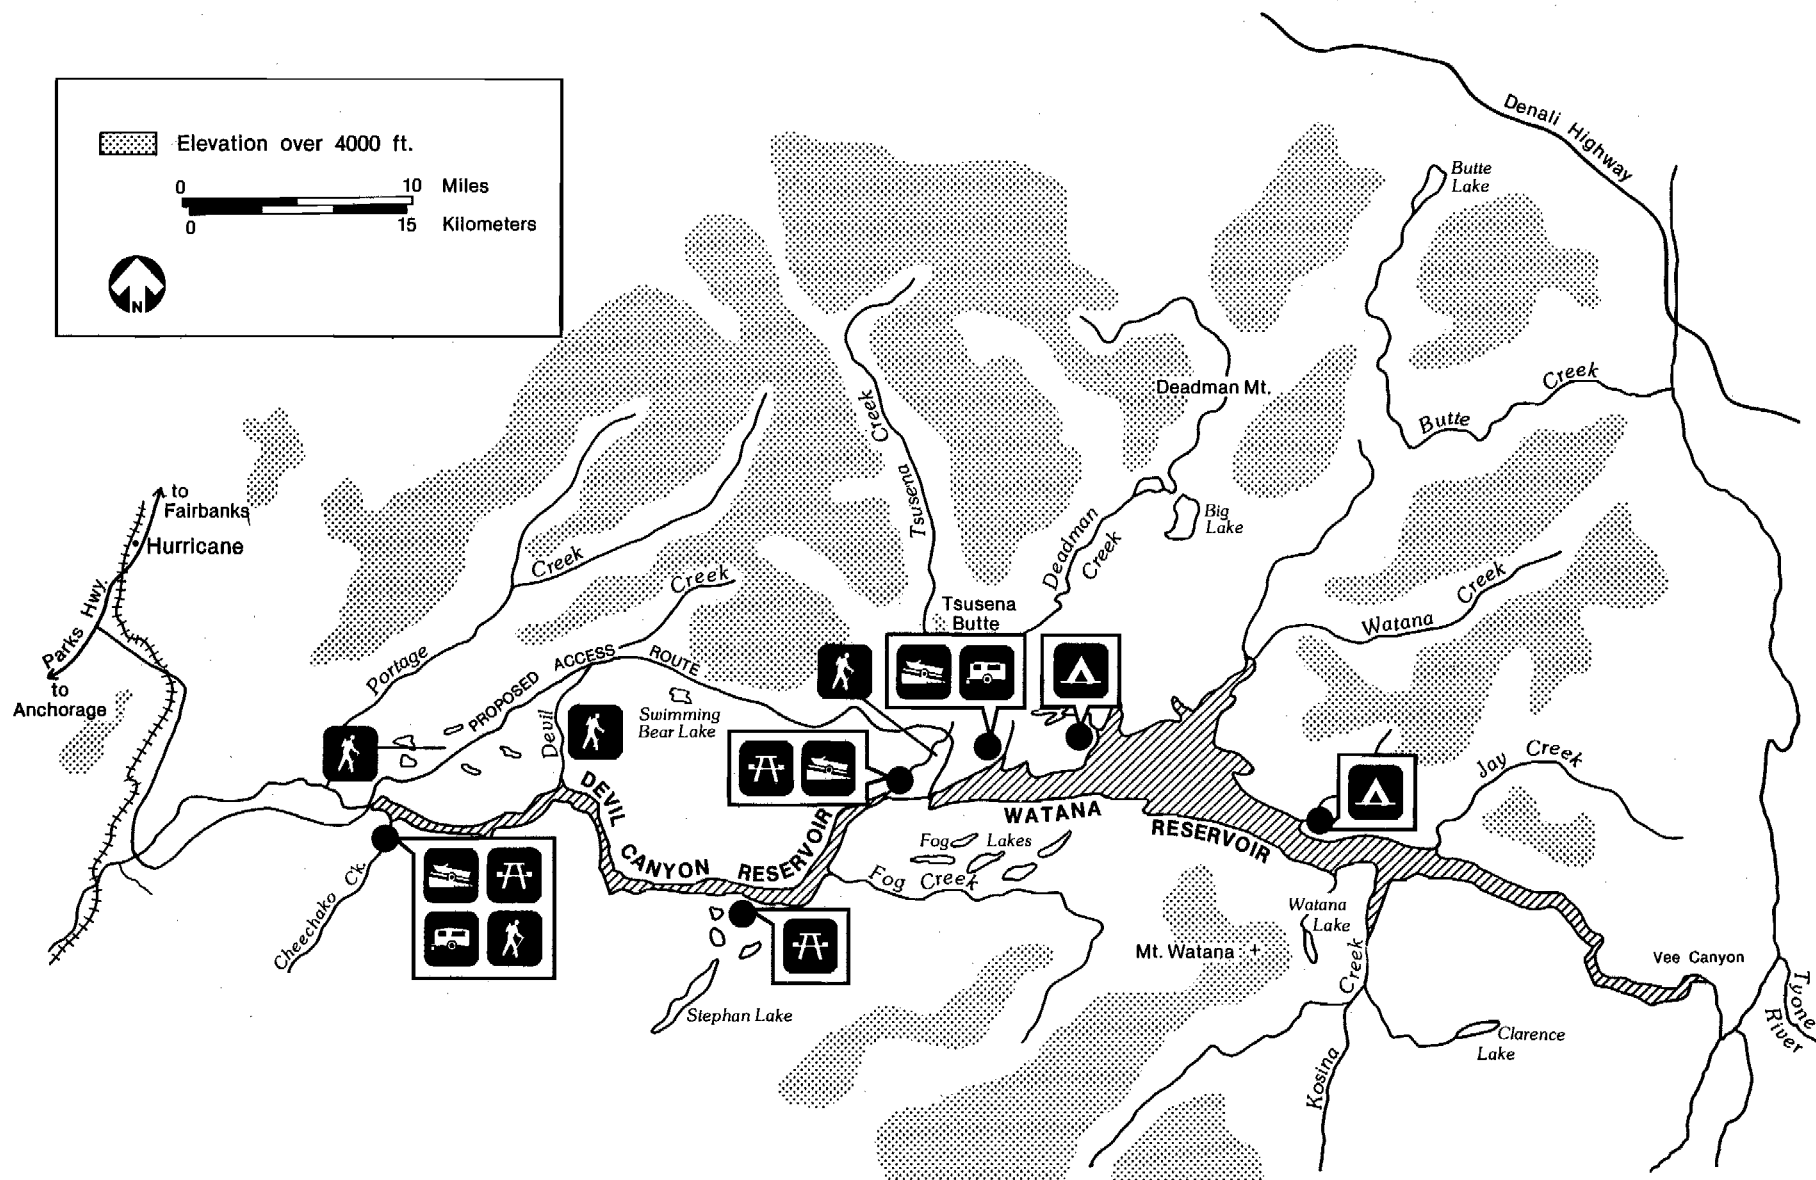 Elevation over 4000 ft.
0 10 Miles
0 15 Kilometers
N
Denali Highway
Butte
Lake
Deadman Mt.
Butte Creek
Tsusena Creek
Big
Lake
Deadman
Creek
to
Fairbanks
Hurricane
Parks Hwy.
to
Anchorage
Creek
Portage
Creek
Devil
PROPOSED ACCESS ROUTE
Swimming
Bear Lake
Tsusena
Butte
Watana Creek
Jay Creek
DEVIL
CANYON RESERVOIR
WATANA
RESERVOIR
Fog Lakes
Fog Creek
Cheechako Ck.
Stephan Lake
Watana
Lake
Mt. Watana +
Creek
Kosina
Clarence
Lake
Vee Canyon
Tyone
River